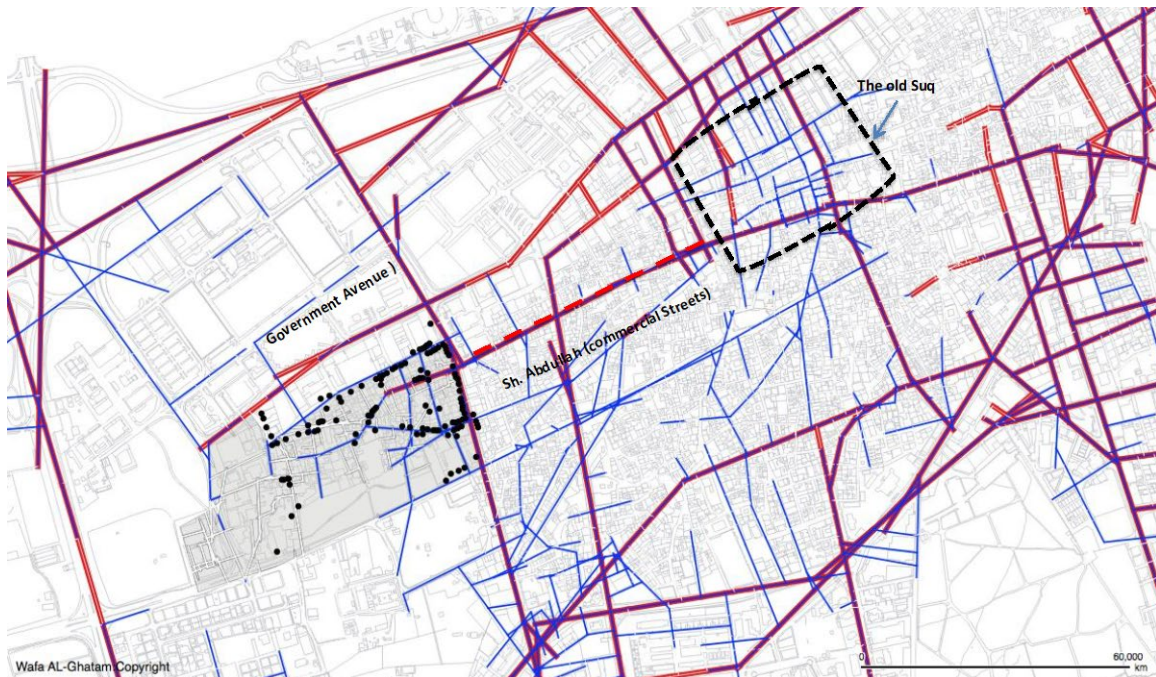 The old Suq
Government Avenue )
Sh. Abdullah (commercial Streets)
Wafa AL-Ghatam Copyright
0
60,000
km